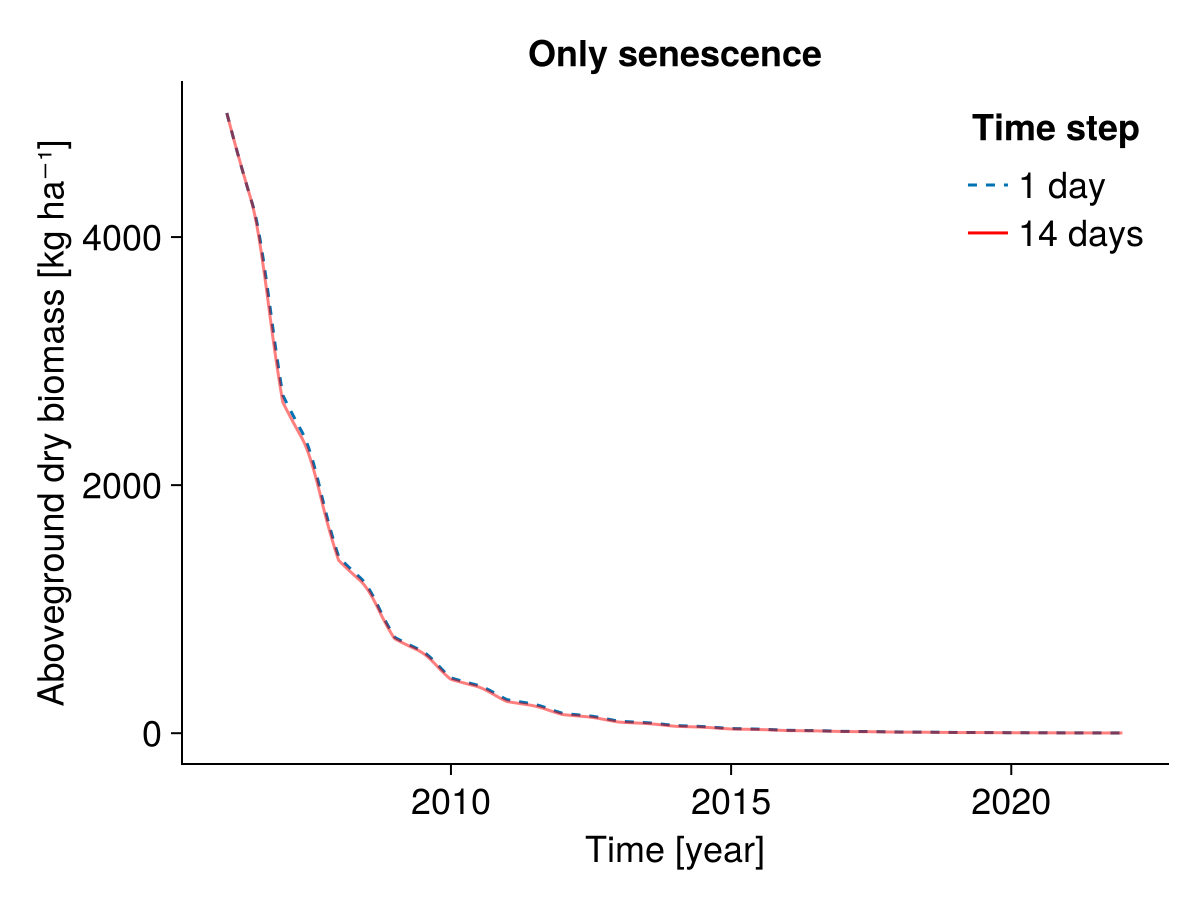 Only senescence
Aboveground dry biomass [kg ha⁻¹]
4000
2000
0
Time step
1 day
14 days
2010
2015
2020
Time [year]